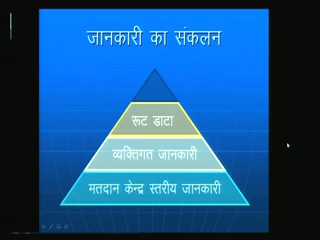 जानकारी का संकलन
रूट डाटा
व्यक्तिगत जानकारी
मतदान केन्द्र स्तरीय जानकारी